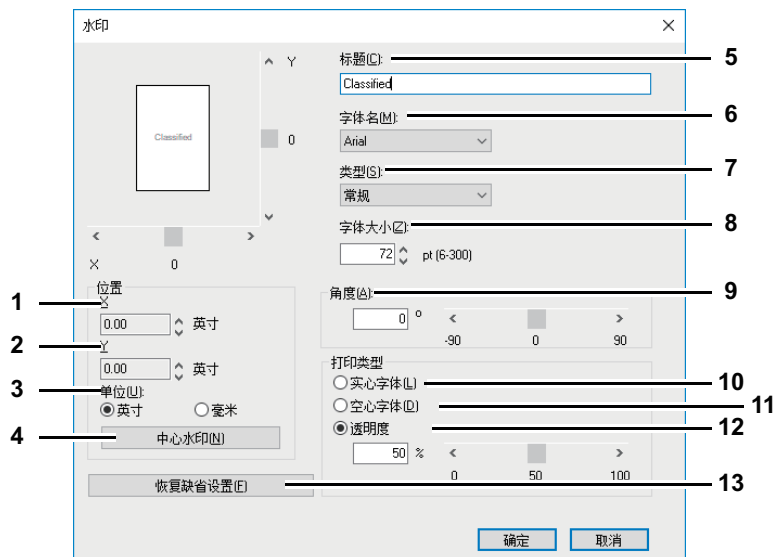 水印
Y
Classified
0
X 0
位置
X
0.00 英寸
Y
0.00 英寸
单位(U):
英寸 毫米
中心水印(N)
恢复缺省设置(F)
标题(C):
Classified
字体名(M):
Arial
类型(S):
常规
字体大小(Z):
72 pt (6-300)
角度(A):
0 °
-90 0 90
打印类型
实心字体(L)
空心字体(D)
透明度
50 %
0 50 100
确定 取消
1
2
3
4
5
6
7
8
9
10
11
12
13